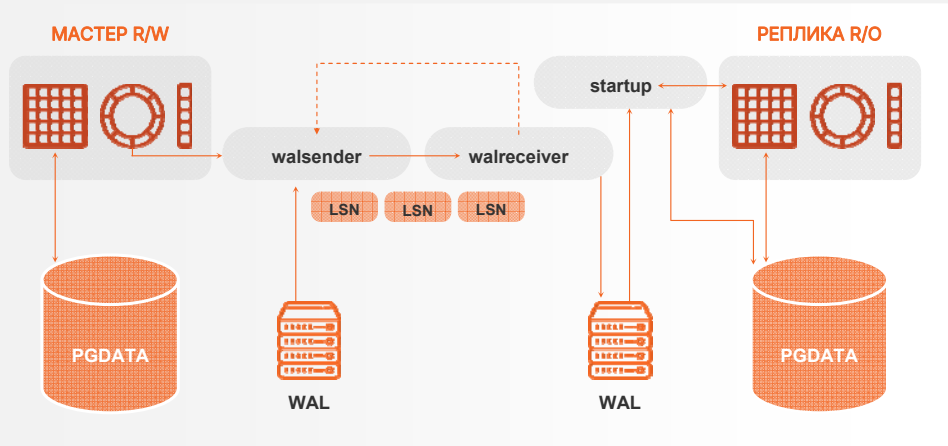 МАСТЕР R/W
РЕПЛИКА R/O
startup
walsender
walreceiver
LSN
LSN
LSN
PGDATA
PGDATA
WAL
WAL